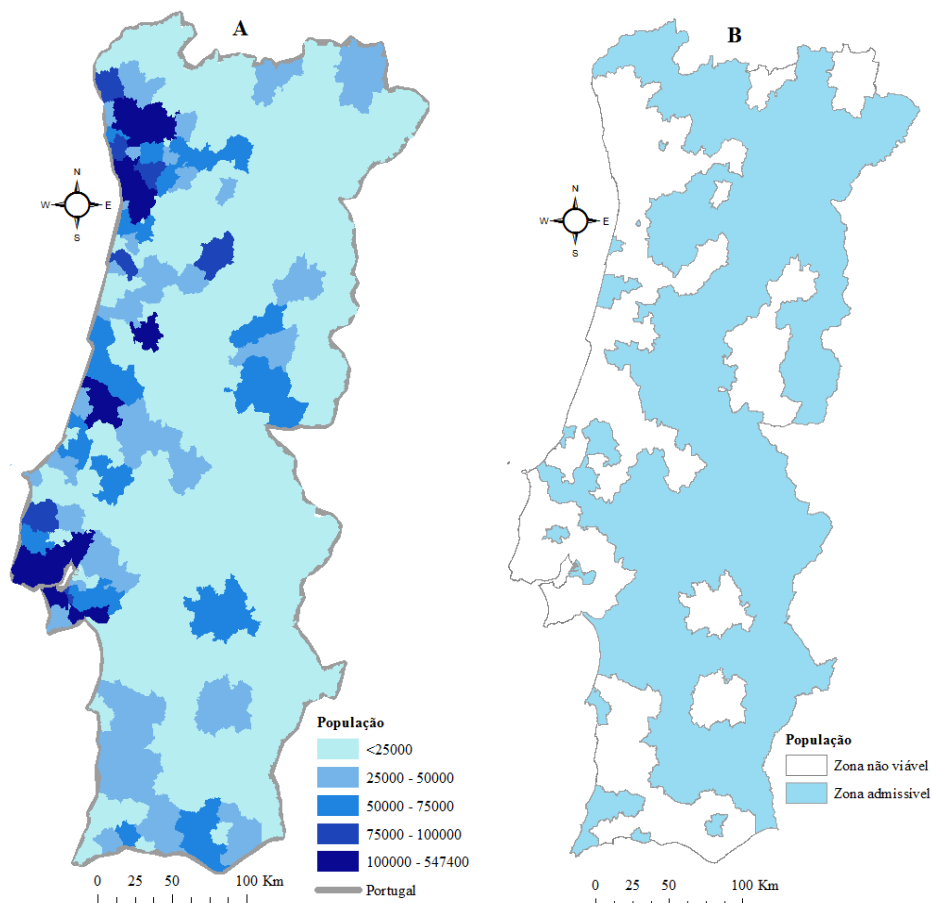 A
N
W E
S
População
<25000
25000 - 50000
50000 - 75000
75000 - 100000
100000 - 547400
Portugal
0 25 50 100 Km
B
N
W E
S
População
Zona não viável
Zona admissível
0 25 50 100 Km